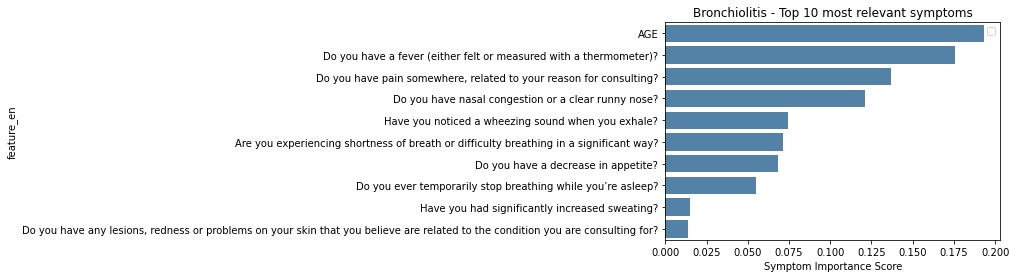 Bronchiolitis - Top 10 most relevant symptoms
feature_en
AGE
Do you have a fever (either felt or measured with a thermometer)?
Do you have pain somewhere, related to your reason for consulting?
Do you have nasal congestion or a clear runny nose?
Have you noticed a wheezing sound when you exhale?
Are you experiencing shortness of breath or difficulty breathing in a significant way?
Do you have a decrease in appetite?
Do you ever temporarily stop breathing while you’re asleep?
Have you had significantly increased sweating?
Do you have any lesions, redness or problems on your skin that you believe are related to the condition you are consulting for?
0.000 0.025 0.050 0.075 0.100 0.125 0.150 0.175 0.200
Symptom Importance Score